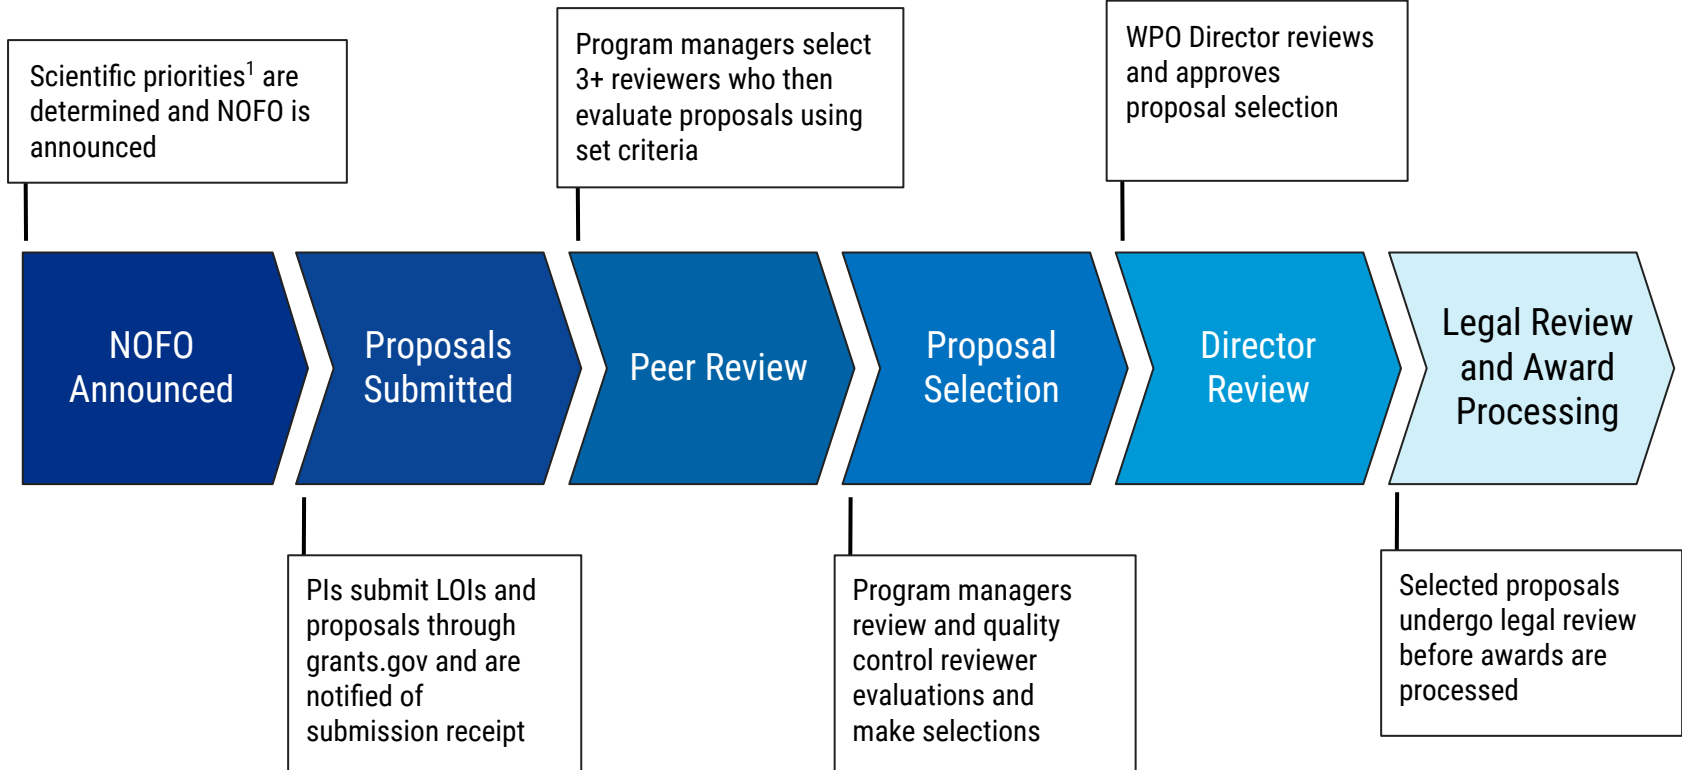 Scientific priorities¹ are
determined and NOFO is
announced
Program managers select
3+ reviewers who then
evaluate proposals using
set criteria
WPO Director reviews
and approves
proposal selection
NOFO
Announced
Proposals
Submitted
Peer Review
Proposal
Selection
Director
Review
Legal Review
and Award
Processing
PIs submit LOIs and
proposals through
grants.gov and are
notified of
submission receipt
Program managers
review and quality
control reviewer
evaluations and
make selections
Selected proposals
undergo legal review
before awards are
processed